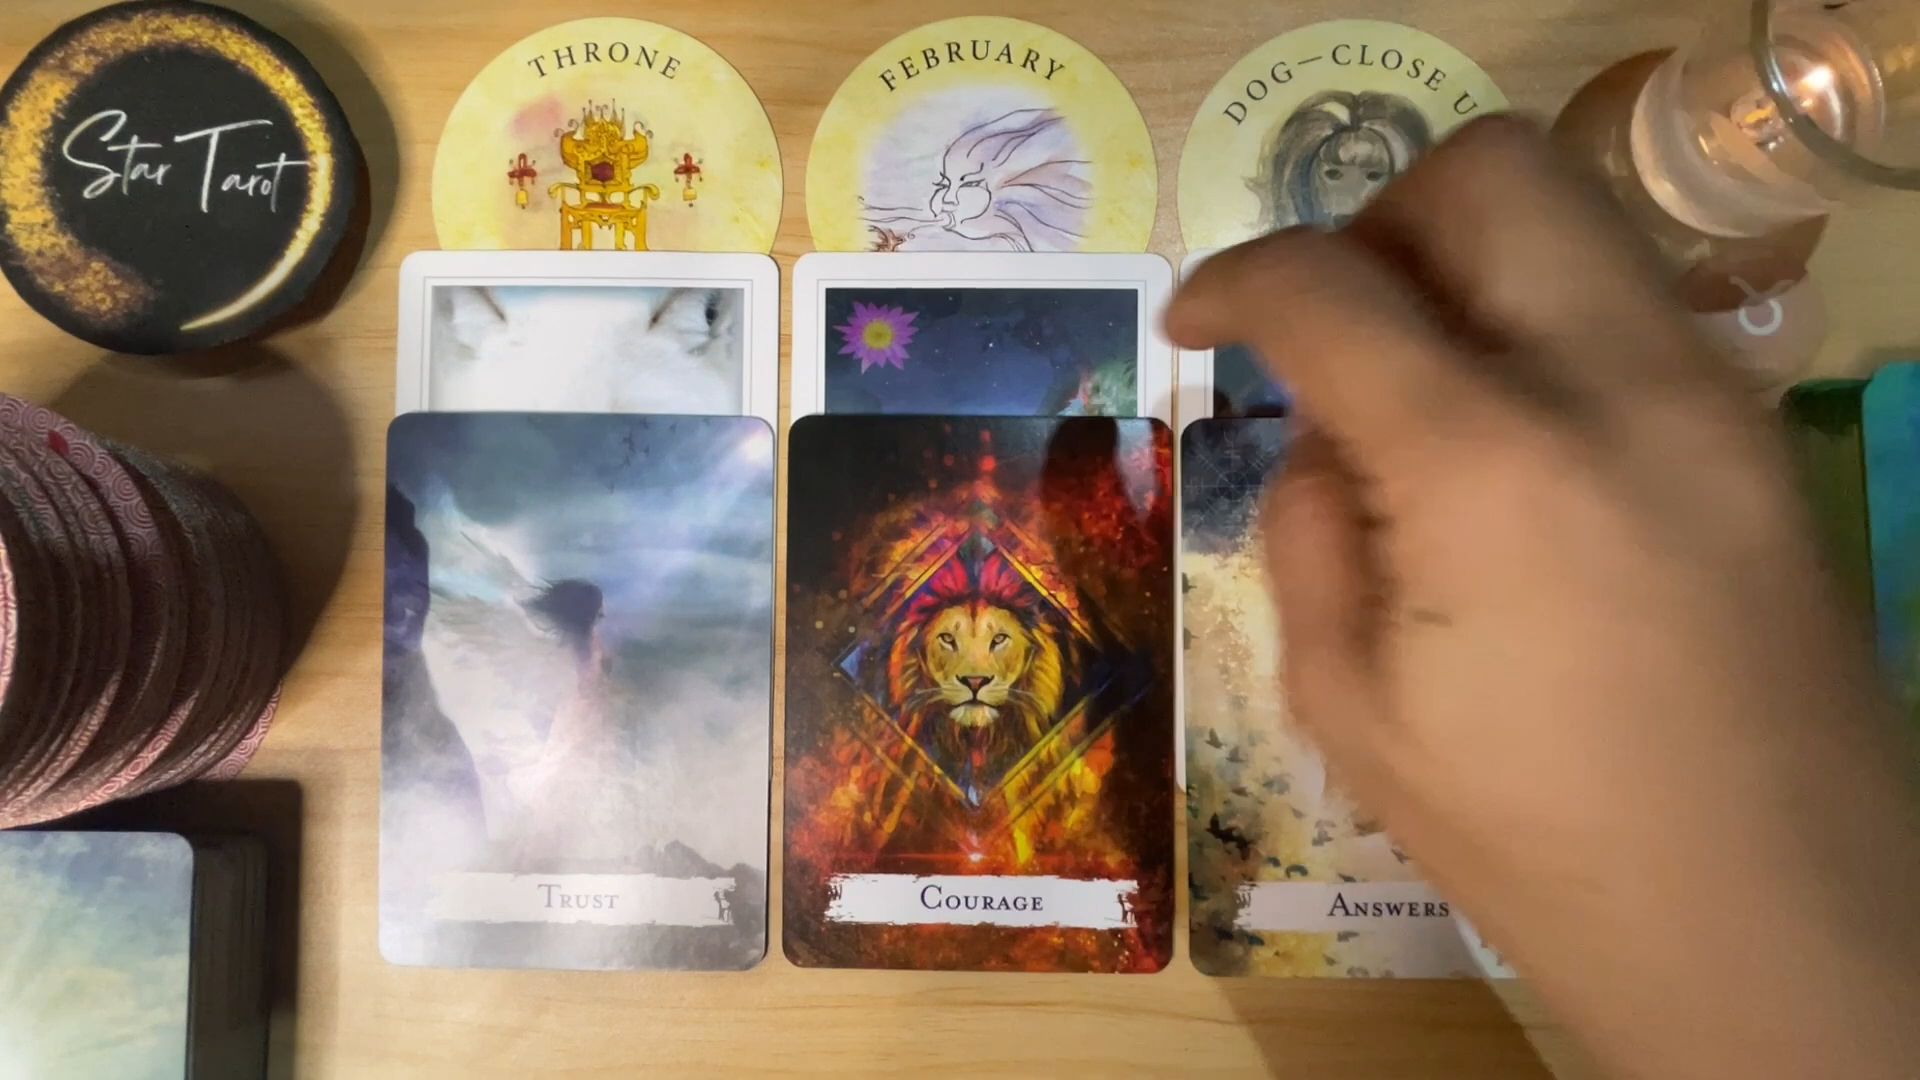 Star Tarot
THRONE
FEBRUARY
DOG—CLOSE U
TRUST
COURAGE
ANSWERS